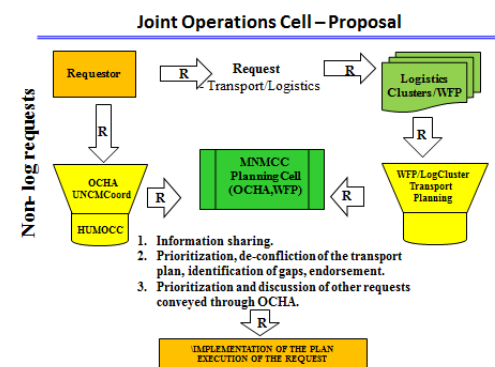 Joint Operations Cell – Proposal
Requestor
R
Request
- Transport/Logistics
R
Logistics
Clusters/WFP
Non- log requests
R
R
OCHA
UNCMCoord
HUMOCC
R
MNMCC
Planning Cell
(OCHA,WFP)
R
WFP/LogCluster
Transport
Planning
1. Information sharing.
2. Prioritization, de-confliction of the transport
plan, identification of gaps, endorsement.
3. Prioritization and discussion of other requests
conveyed through OCHA.
R
\IMPLEMENTATION OF THE PLAN
EXECUTION OF THE REQUEST